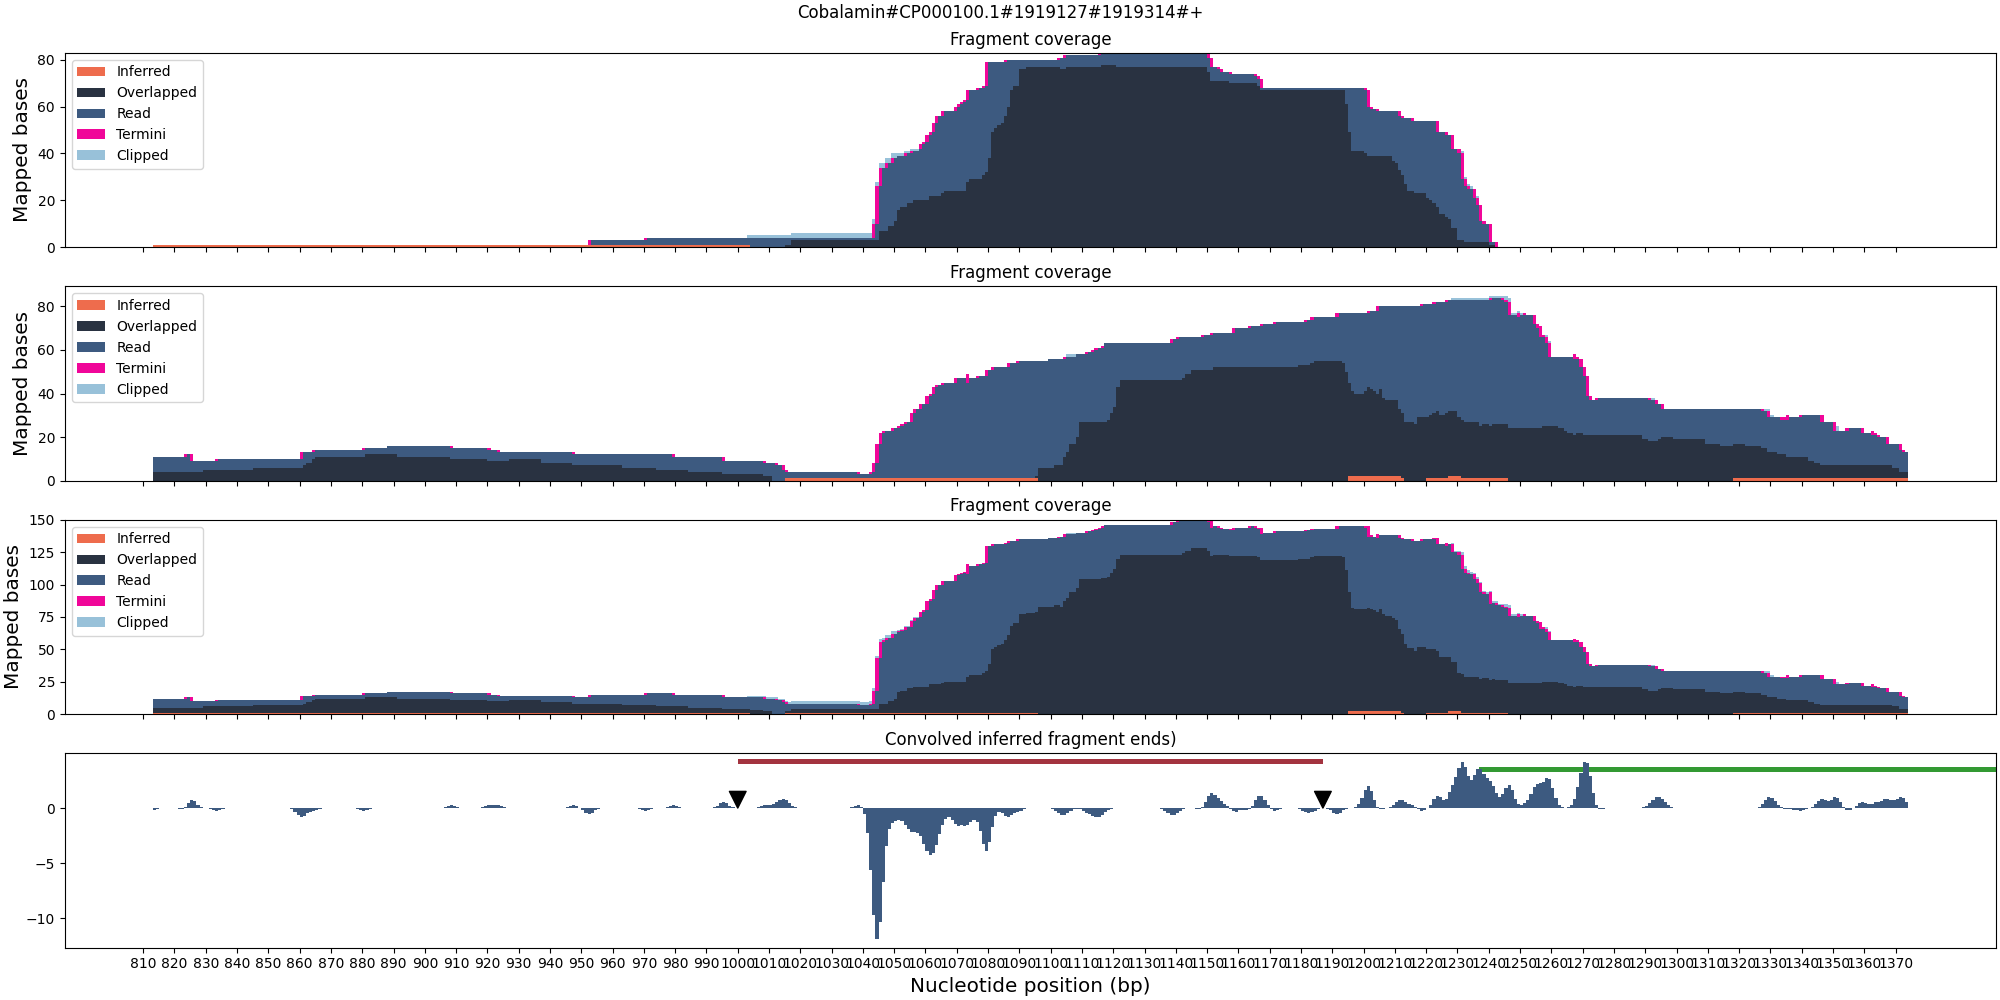 Cobalamin#CP000100.1#1919127#1919314#+
Fragment coverage
Mapped bases
80
60
40
20
0
Inferred
Overlapped
Read
Termini
Clipped
Fragment coverage
Mapped bases
80
60
40
20
0
Inferred
Overlapped
Read
Termini
Clipped
Fragment coverage
Mapped bases
150
125
100
75
50
25
0
Inferred
Overlapped
Read
Termini
Clipped
Convolved inferred fragment ends)
0
−5
−10
810 820 830 840 850 860 870 880 890 900 910 920 930 940 950 960 970 980 990 1000 1010 1020 1030 1040 1050 1060 1070 1080 1090 1100 1110 1120 1130 1140 1150 1160 1170 1180 1190 1200 1210 1220 1230 1240 1250 1260 1270 1280 1290 1300 1310 1320 1330 1340 1350 1360 1370
Nucleotide position (bp)